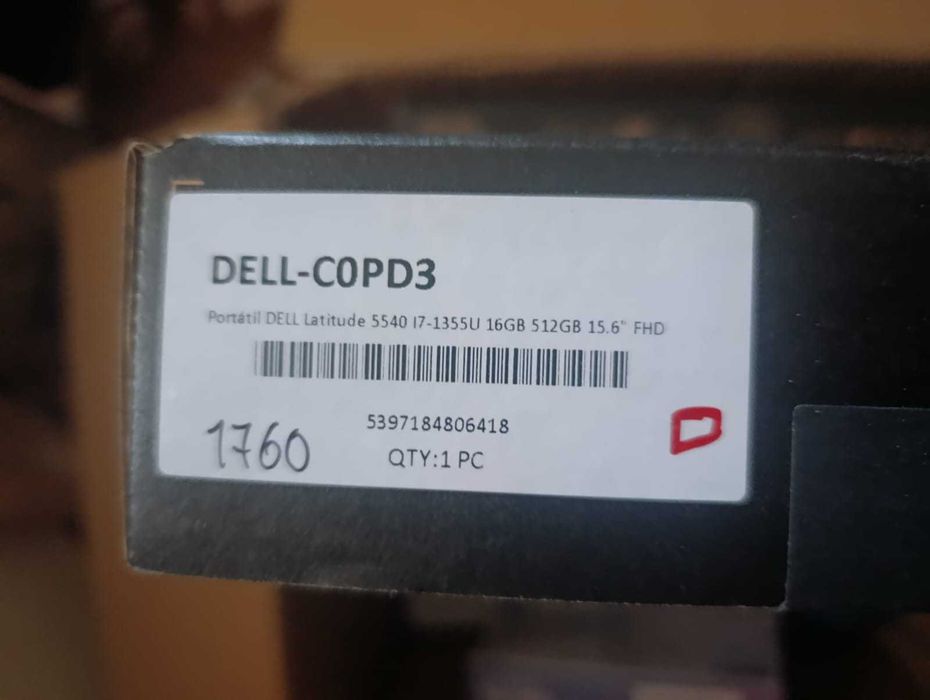 DELL-C0PD3
Portátil DELL Latitude 5540 I7-1355U 16GB 512GB 15.6" FHD
5397184806418
1760
QTY:1 PC